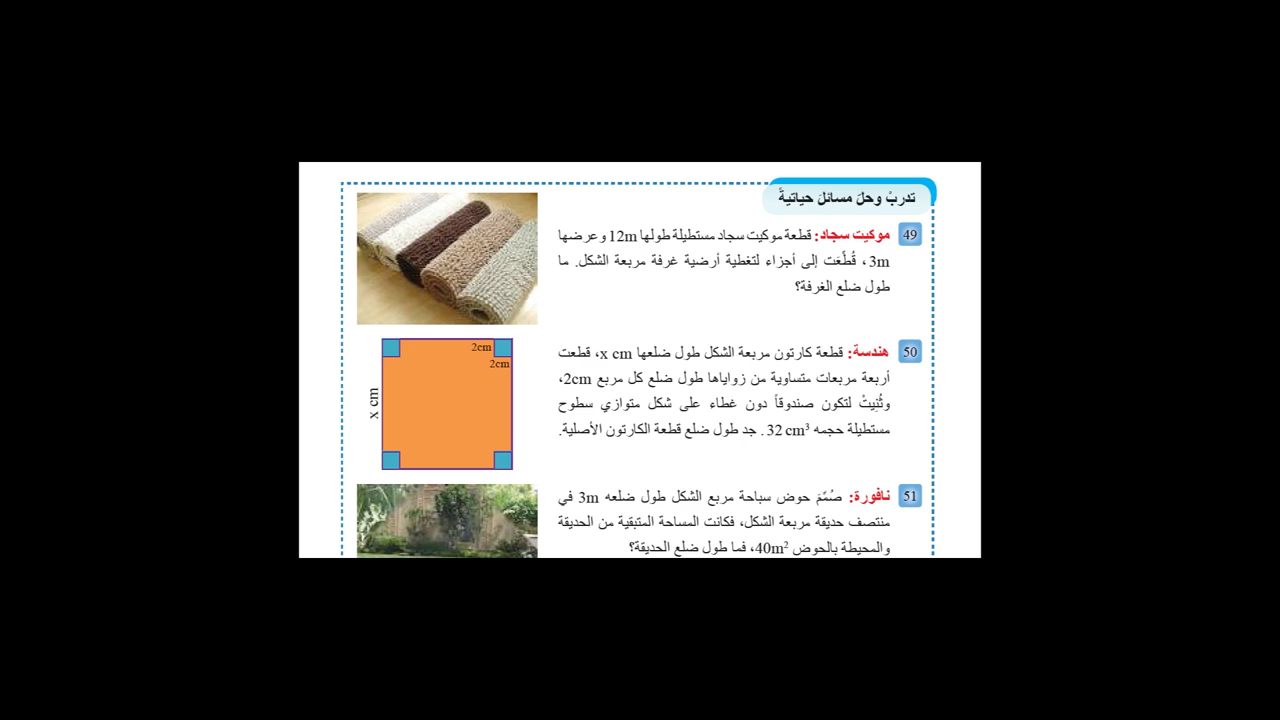 تدربْ وحلَ مسائلَ حياتيةً
49 موكيت سجاد: قطعة موكيت سجاد مستطيلة طولها 12m وعرضها
3m، قُطِّعَت إلى أجزاء لتغطية أرضية غرفة مربعة الشكل. ما
طول ضلع الغرفة؟
50 هندسة: قطعة كارتون مربعة الشكل طول ضلعها x cm، قطعت
أربعة مربعات متساوية من زواياها طول ضلع كل مربع 2cm،
وثُنِيتْ لتكون صندوقاً دون غطاء على شكل متوازي سطوح
مستطيلة حجمه 32 cm³ . جد طول ضلع قطعة الكارتون الأصلية.
2cm
2cm
x cm
51 نافورة: صُمِّمَ حوض سباحة مربع الشكل طول ضلعه 3m في
منتصف حديقة مربعة الشكل، فكانت المساحة المتبقية من الحديقة
والمحيطة بالحوض 40m²، فما طول ضلع الحديقة؟